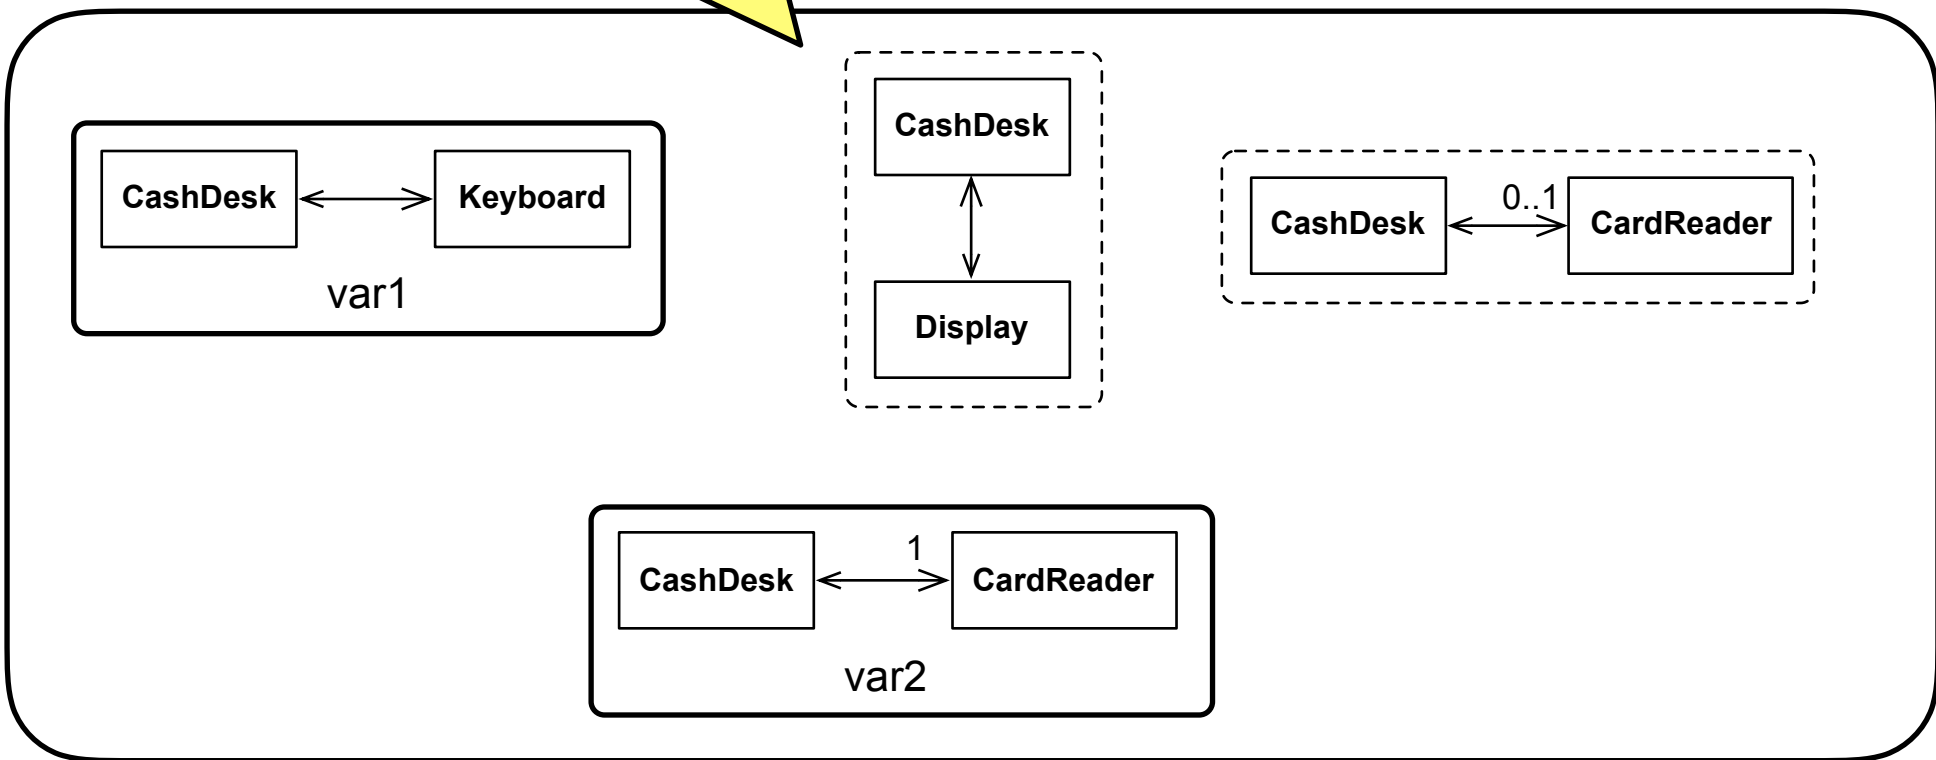 CashDesk
Keyboard
var1
CashDesk
Display
CashDesk
0..1
CardReader
CashDesk
1
CardReader
var2